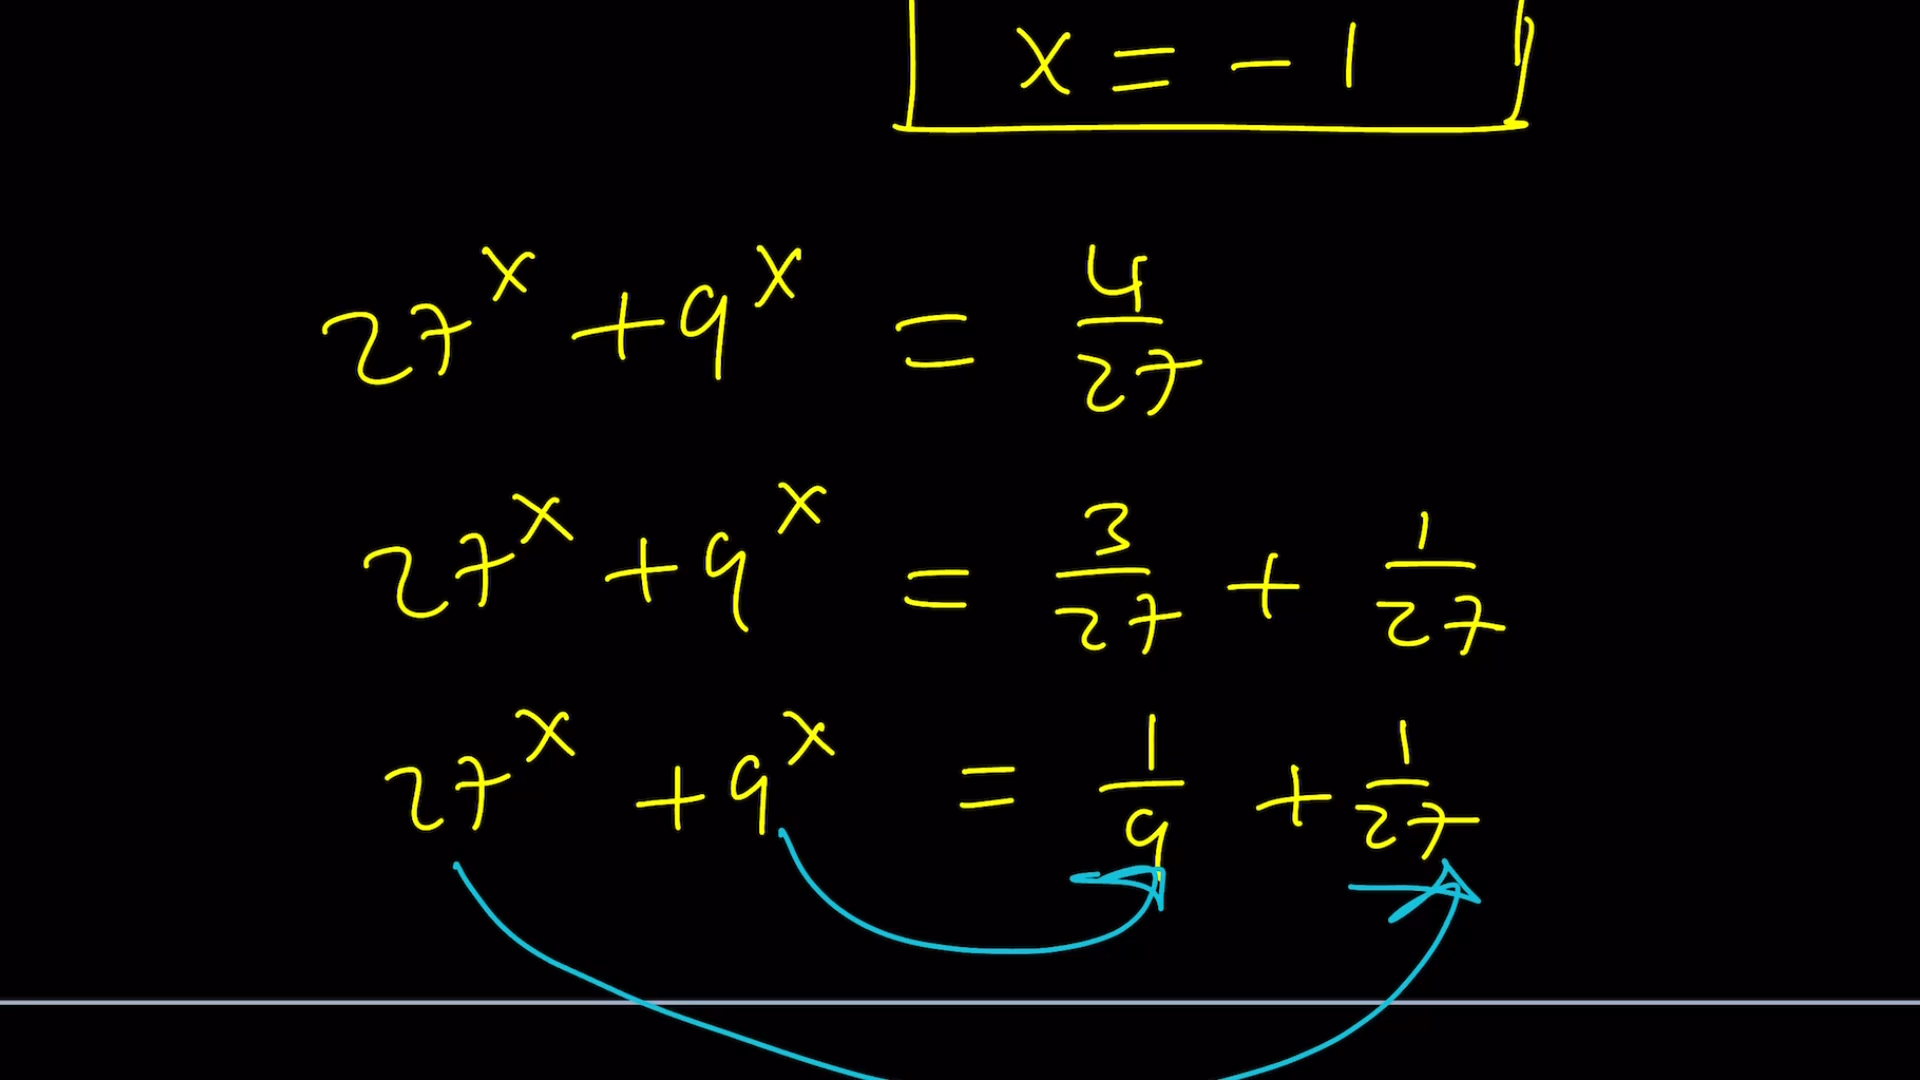 x = -1
27^x + 9^x = 4/27
27^x + 9^x = 3/27 + 1/27
27^x + 9^x = 1/9 + 1/27